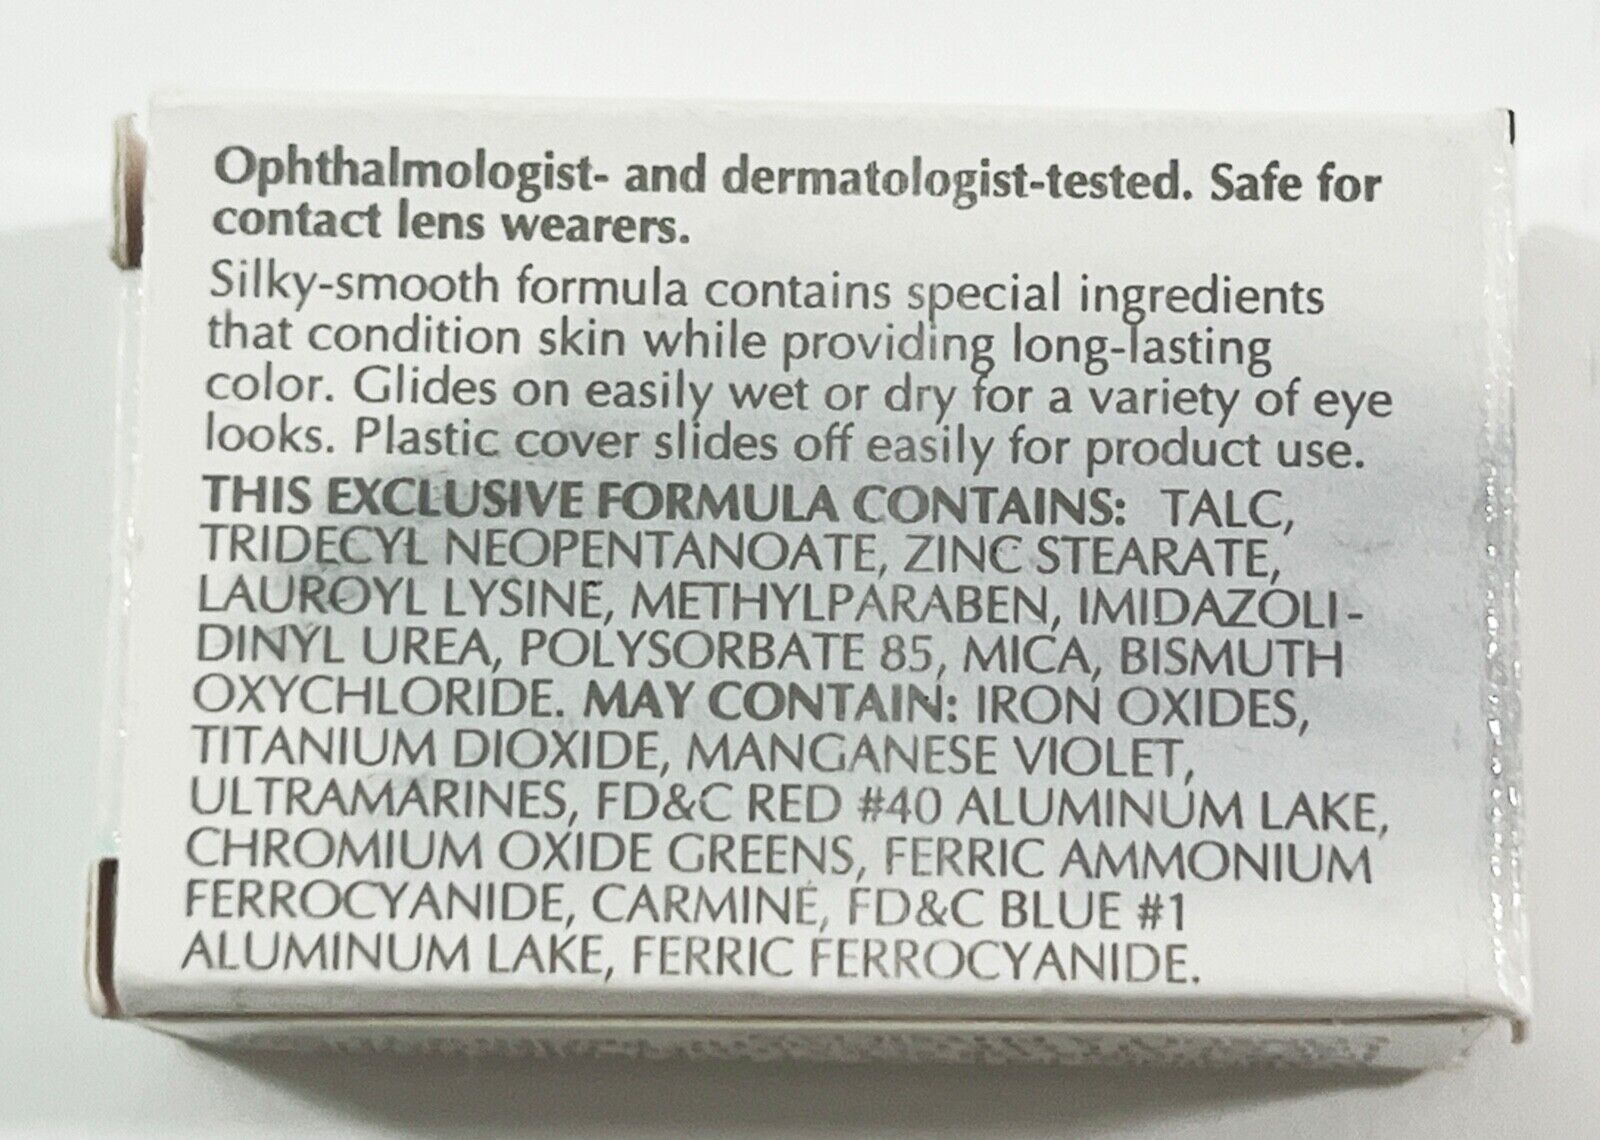 Ophthalmologist- and dermatologist-tested. Safe for
contact lens wearers.
Silky-smooth formula contains special ingredients
that condition skin while providing long-lasting
color. Glides on easily wet or dry for a variety of eye
looks. Plastic cover slides off easily for product use.
THIS EXCLUSIVE FORMULA CONTAINS: TALC,
TRIDECYL NEOPENTANOATE, ZINC STEARATE,
LAUROYL LYSINE, METHYLPARABEN, IMIDAZOLI-
DINYL UREA, POLYSORBATE 85, MICA, BISMUTH
OXYCHLORIDE. MAY CONTAIN: IRON OXIDES,
TITANIUM DIOXIDE, MANGANESE VIOLET,
ULTRAMARINES, FD&C RED #40 ALUMINUM LAKE,
CHROMIUM OXIDE GREENS, FERRIC AMMONIUM
FERROCYANIDE, CARMINE, FD&C BLUE #1
ALUMINUM LAKE, FERRIC FERROCYANIDE.